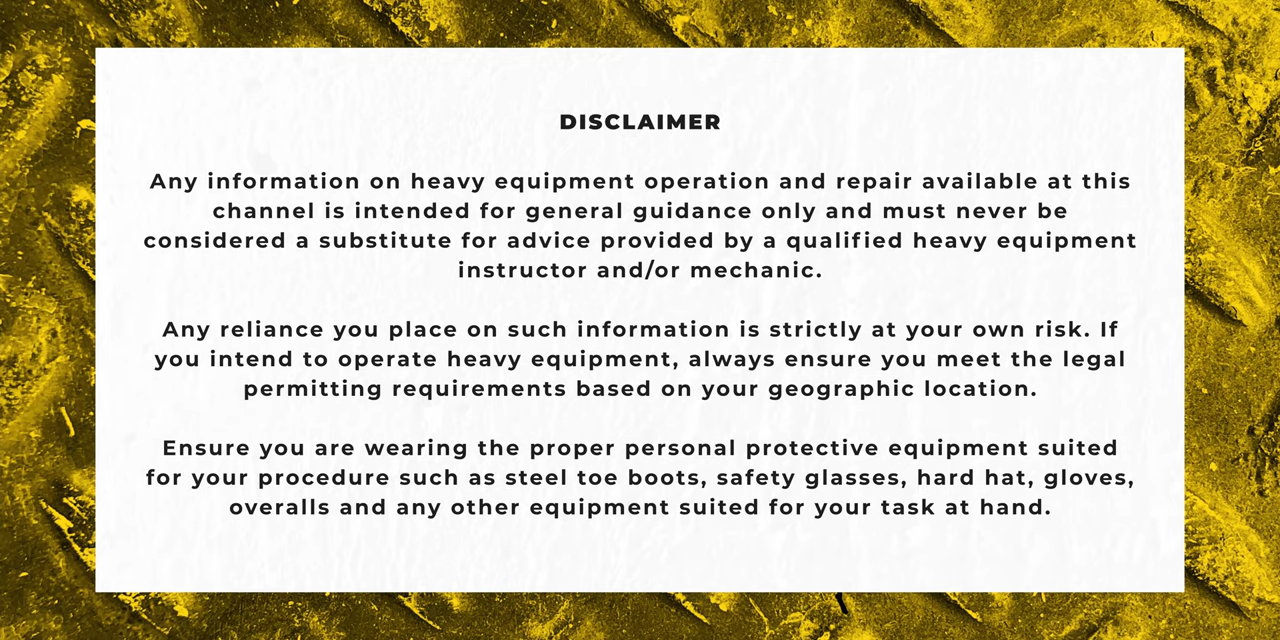 DISCLAIMER
Any information on heavy equipment operation and repair available at this
channel is intended for general guidance only and must never be
considered a substitute for advice provided by a qualified heavy equipment
instructor and/or mechanic.
Any reliance you place on such information is strictly at your own risk. If
you intend to operate heavy equipment, always ensure you meet the legal
permitting requirements based on your geographic location.
Ensure you are wearing the proper personal protective equipment suited
for your procedure such as steel toe boots, safety glasses, hard hat, gloves,
overalls and any other equipment suited for your task at hand.